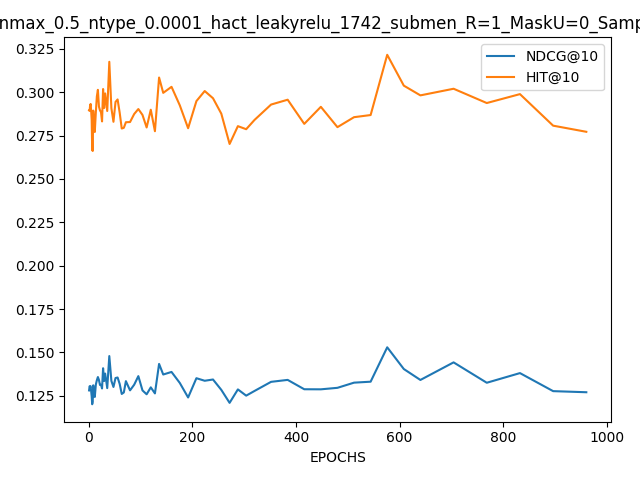 nmax_0.5_ntype_0.0001_hact_leakyrelu_1742_submen_R=1_MaskU=0_Samp
NDCG@10
HIT@10
0.325
0.300
0.275
0.250
0.225
0.200
0.175
0.150
0.125
0 200 400 600 800 1000
EPOCHS